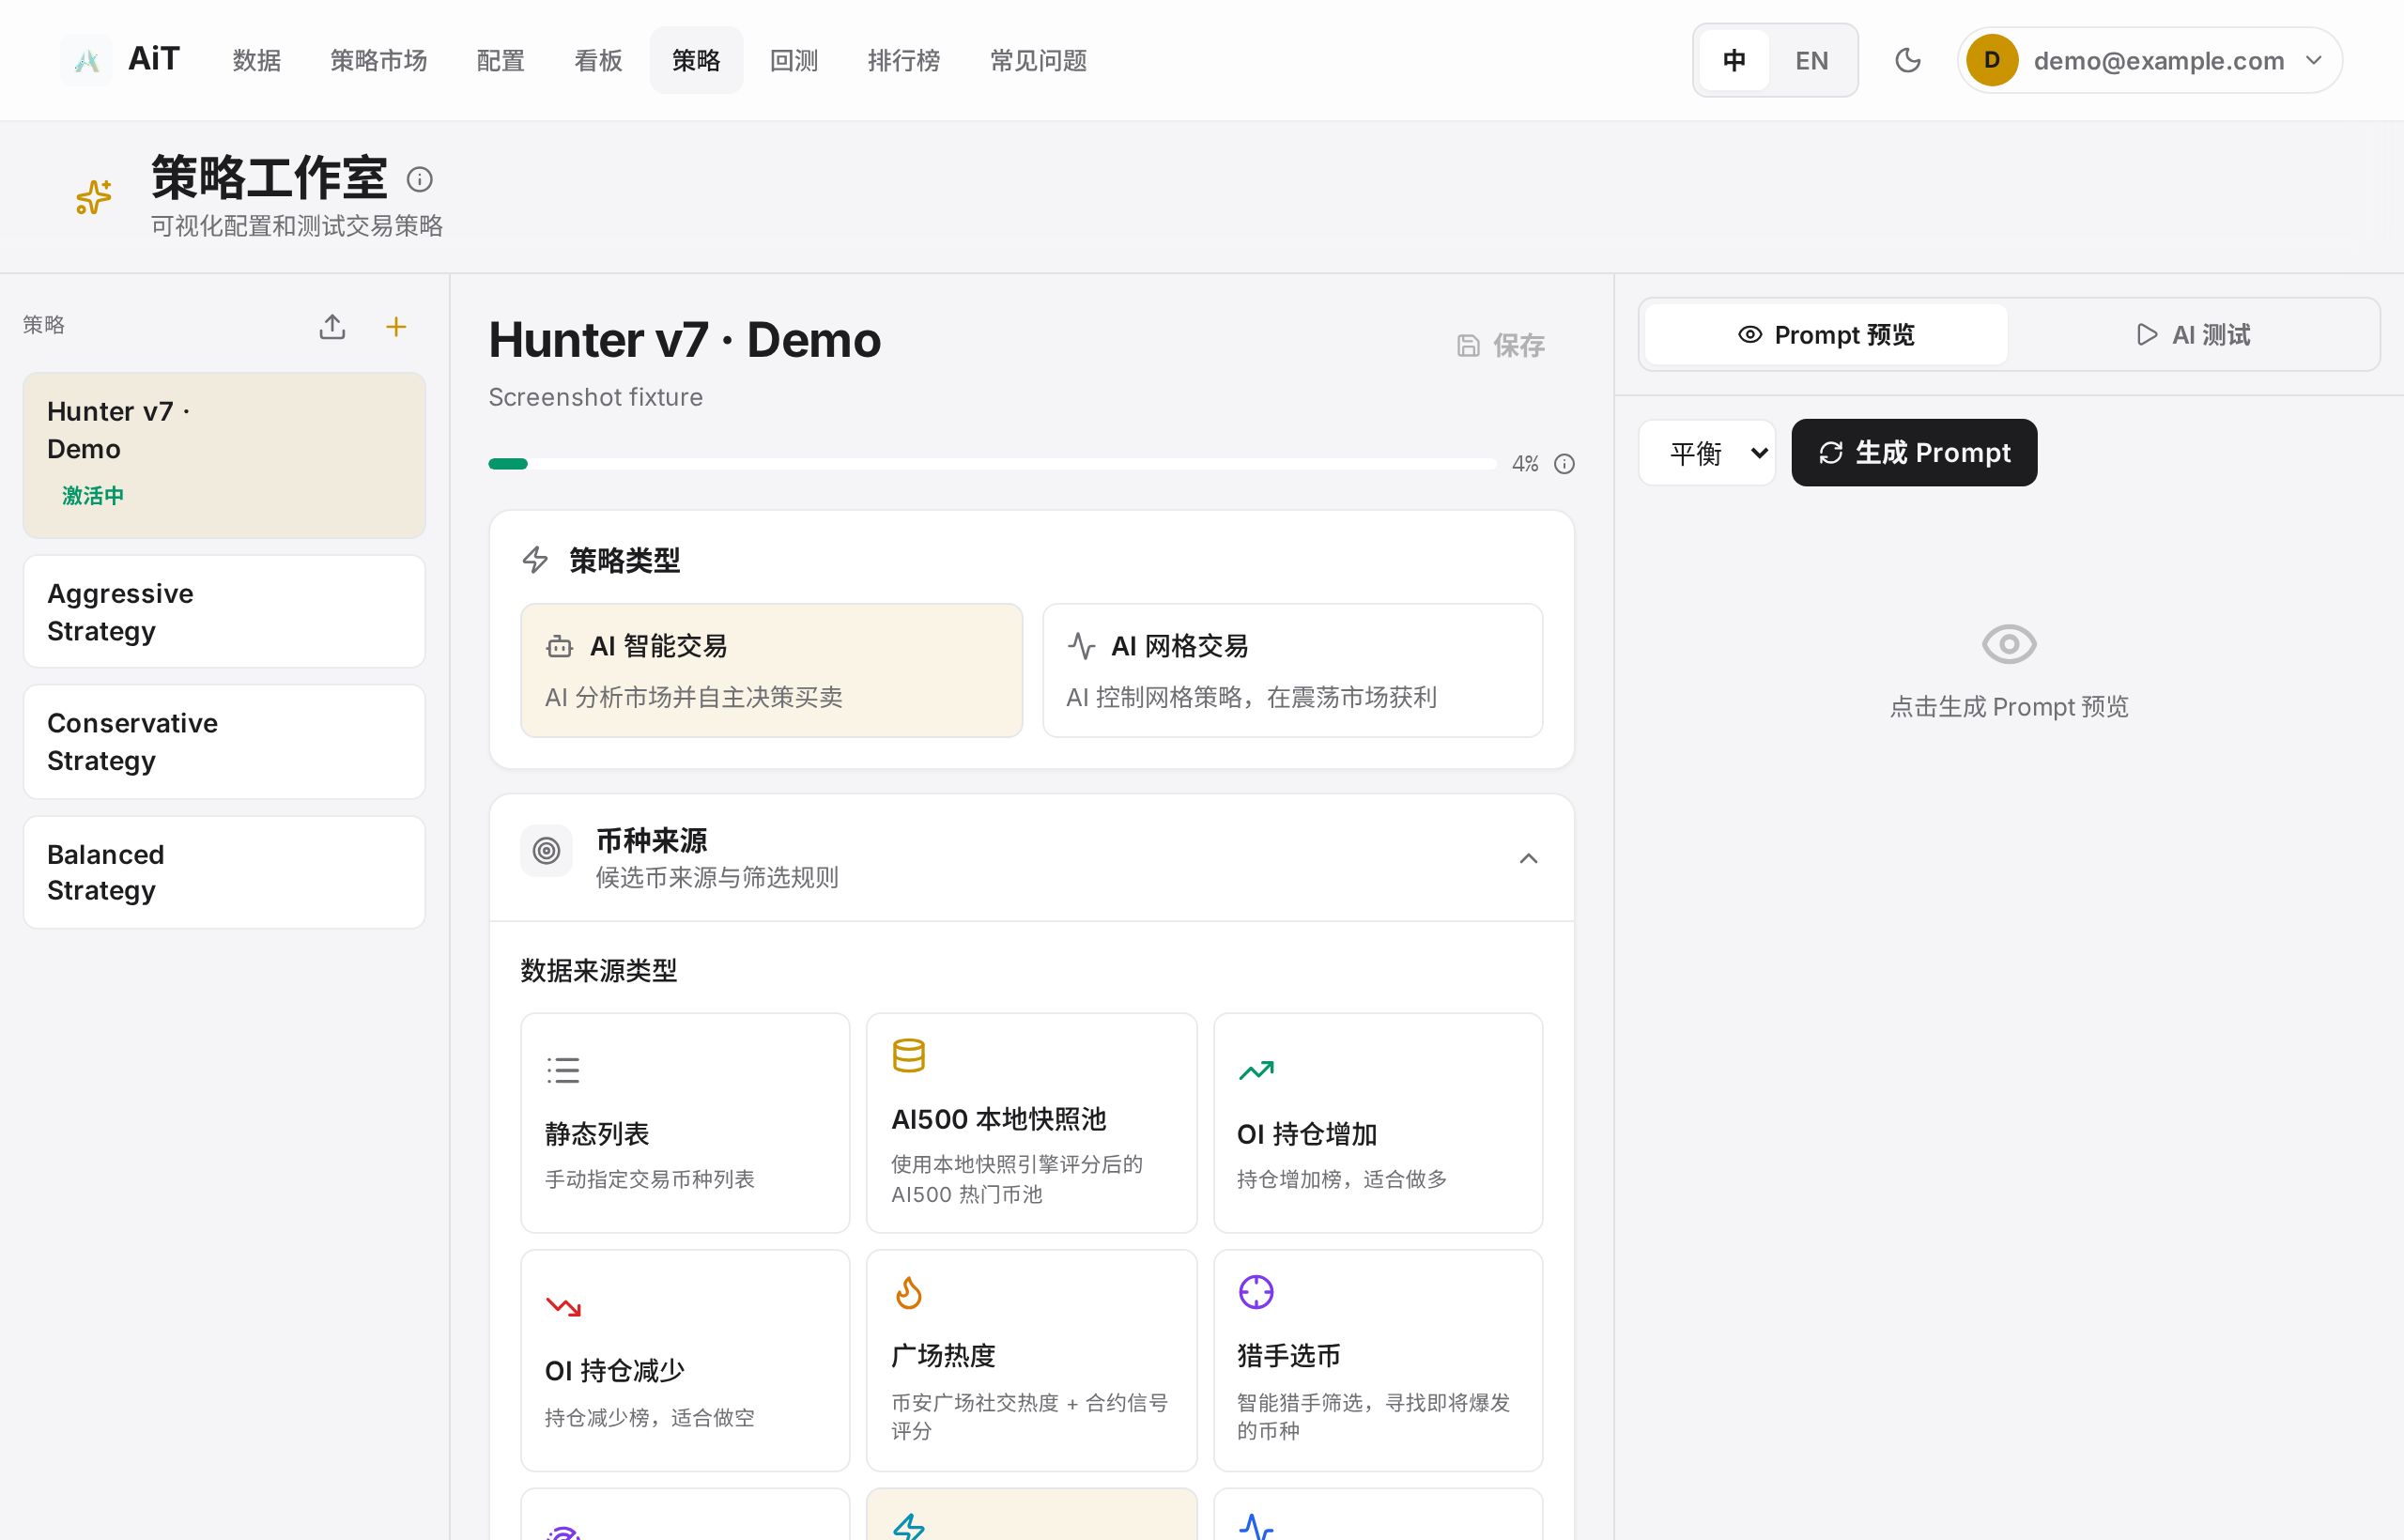 AiT
数据
策略市场
配置
看板
策略
回测
排行榜
常见问题
中
EN
D
demo@example.com
策略工作室
可视化配置和测试交易策略
策略
Hunter v7 ·
Demo
激活中
Aggressive
Strategy
Conservative
Strategy
Balanced
Strategy
Hunter v7 · Demo
保存
Screenshot fixture
4%
策略类型
AI 智能交易
AI 分析市场并自主决策买卖
AI 网格交易
AI 控制网格策略，在震荡市场获利
币种来源
候选币来源与筛选规则
数据来源类型
静态列表
手动指定交易币种列表
AI500 本地快照池
使用本地快照引擎评分后的
AI500 热门币池
OI 持仓增加
持仓增加榜，适合做多
OI 持仓减少
持仓减少榜，适合做空
广场热度
币安广场社交热度 + 合约信号
评分
猎手选币
智能猎手筛选，寻找即将爆发
的币种
Prompt 预览
AI 测试
平衡
生成 Prompt
点击生成 Prompt 预览